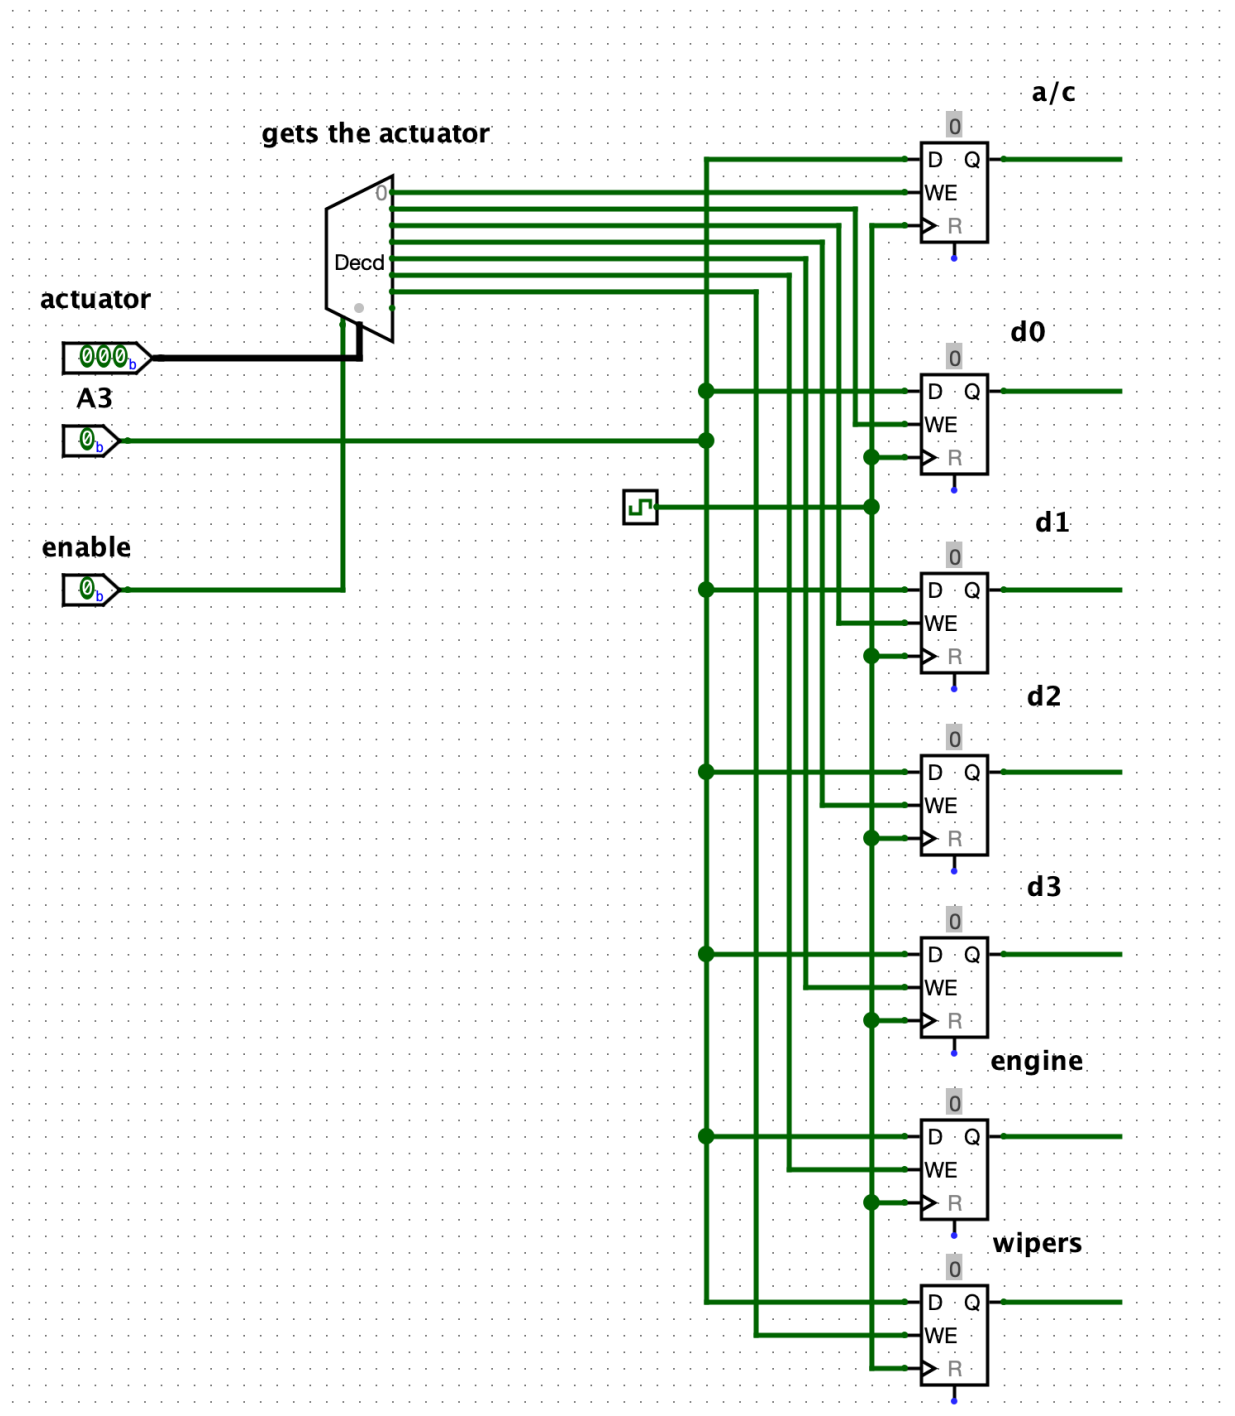 a/c
gets the actuator
0
D Q
WE
R
0
Decd
actuator
000b
d0
0
D Q
WE
R
A3
0b
d1
enable
0b
0
D Q
WE
R
d2
0
D Q
WE
R
d3
0
D Q
WE
R
engine
0
D Q
WE
R
wipers
0
D Q
WE
R